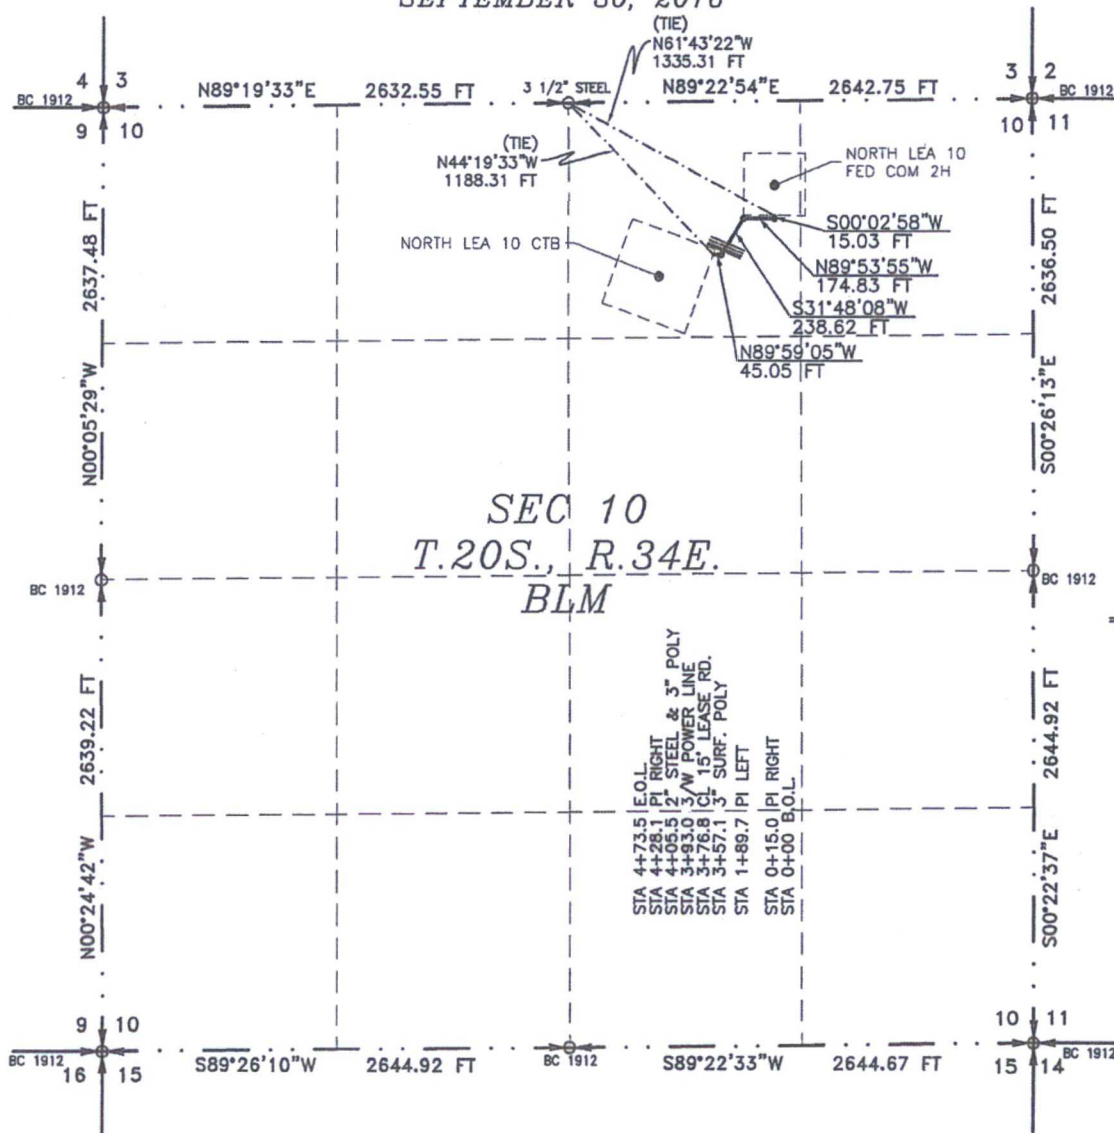 (TIE)
N61°43'22"W
1335.31 FT
4 3
3 2
BC 1912
N89°19'33"E 2632.55 FT
3 1/2" STEEL
N89°22'54"E 2642.75 FT
BC 1912
9 10
10 11
(TIE)
N44°19'33"W
1188.31 FT
NORTH LEA 10
FED COM 2H
NORTH LEA 10 CTB
S00°02'58"W
15.03 FT
N89°53'55"W
174.83 FT
S31°48'08"W
238.62 FT
N89°59'05"W
45.05 FT
2637.48 FT
N00°05'29"W
2636.50 FT
S00°26'13"E
SEC 10
T.20S., R.34E.
BLM
BC 1912
BC 1912
2639.22 FT
N00°24'42"W
2644.92 FT
S00°22'37"E
STA 4+73.5 E.O.L.
STA 4+28.1 PI RIGHT
STA 4+05.5 2" STEEL & 3" POLY
STA 3+93.0 3/W POWER LINE
STA 3+76.8 CL 15' LEASE RD.
STA 3+57.1 3" SURF. POLY
STA 1+89.7 PI LEFT
STA 0+15.0 PI RIGHT
STA 0+00 B.O.L.
9 10
10 11
BC 1912
BC 1912
BC 1912
16 15
15 14
S89°26'10"W 2644.92 FT
S89°22'33"W 2644.67 FT